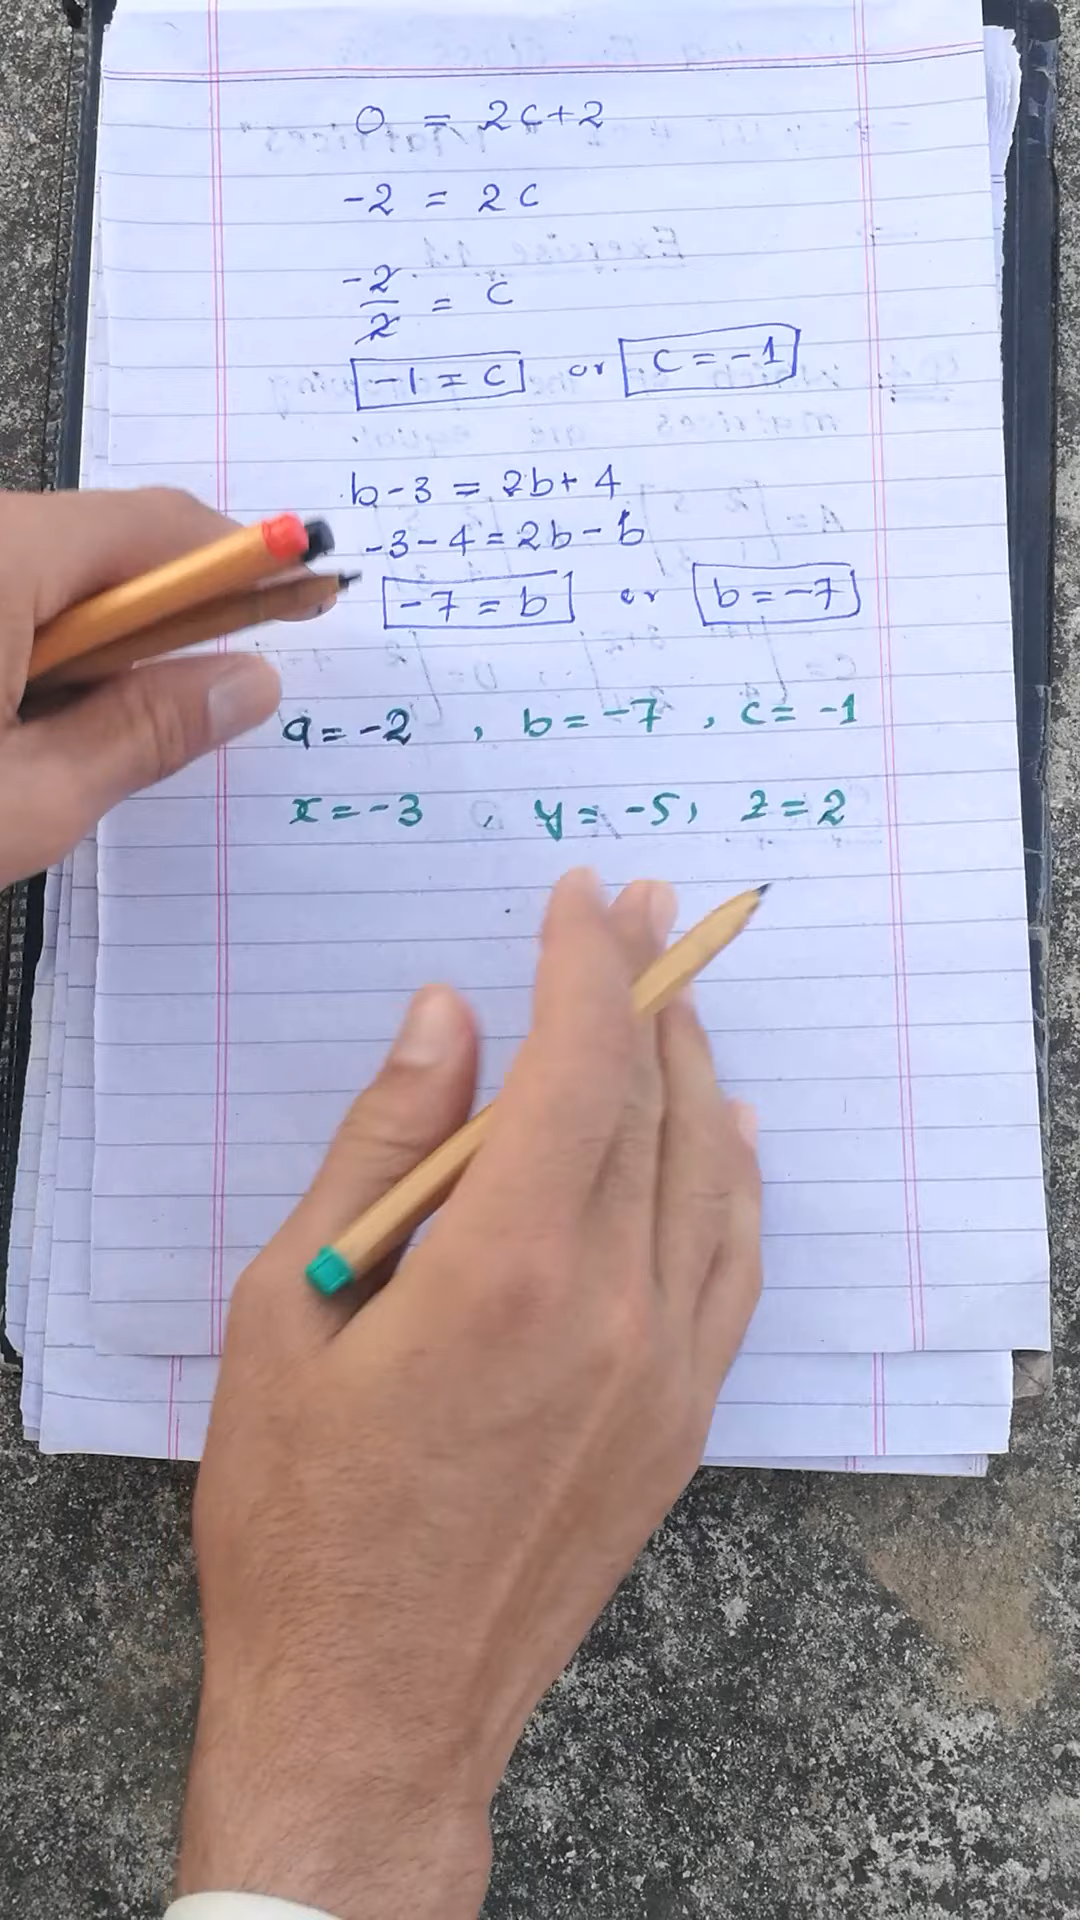 0 = 2c+2
-2 = 2c
-2/2 = c
-1 = c or c = -1
b-3 = 2b+4
-3-4 = 2b-b
-7 = b or b = -7
a = -2 , b = -7 , c = -1
x = -3 , y = -5, z = 2